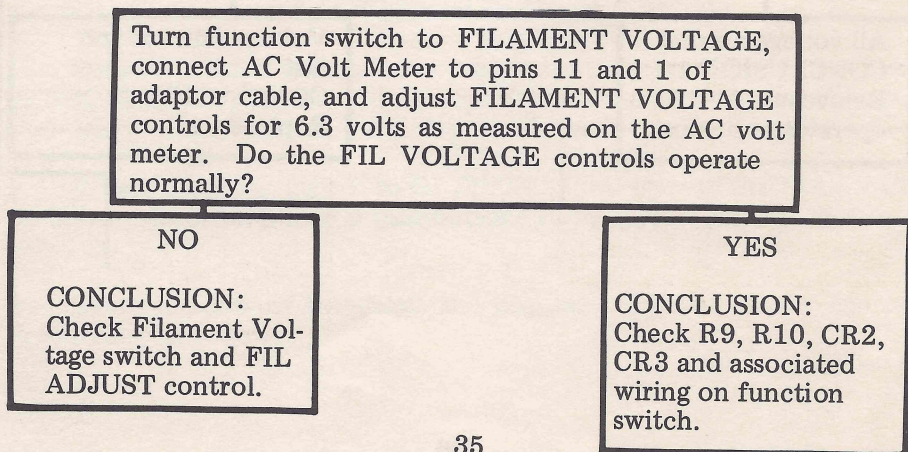 Turn function switch to FILAMENT VOLTAGE,
connect AC Volt Meter to pins 11 and 1 of
adaptor cable, and adjust FILAMENT VOLTAGE
controls for 6.3 volts as measured on the AC volt
meter. Do the FIL VOLTAGE controls operate
normally?
NO
CONCLUSION:
Check Filament Vol-
tage switch and FIL
ADJUST control.
YES
CONCLUSION:
Check R9, R10, CR2,
CR3 and associated
wiring on function
switch.
35